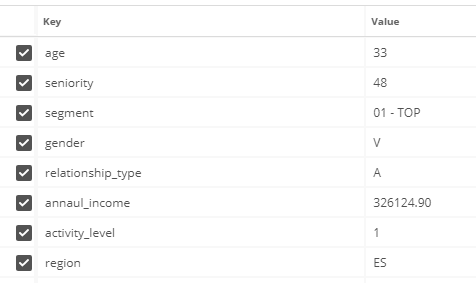 Key Value
age 33
seniority 48
segment 01 - TOP
gender V
relationship_type A
annaul_income 326124.90
activity_level 1
region ES